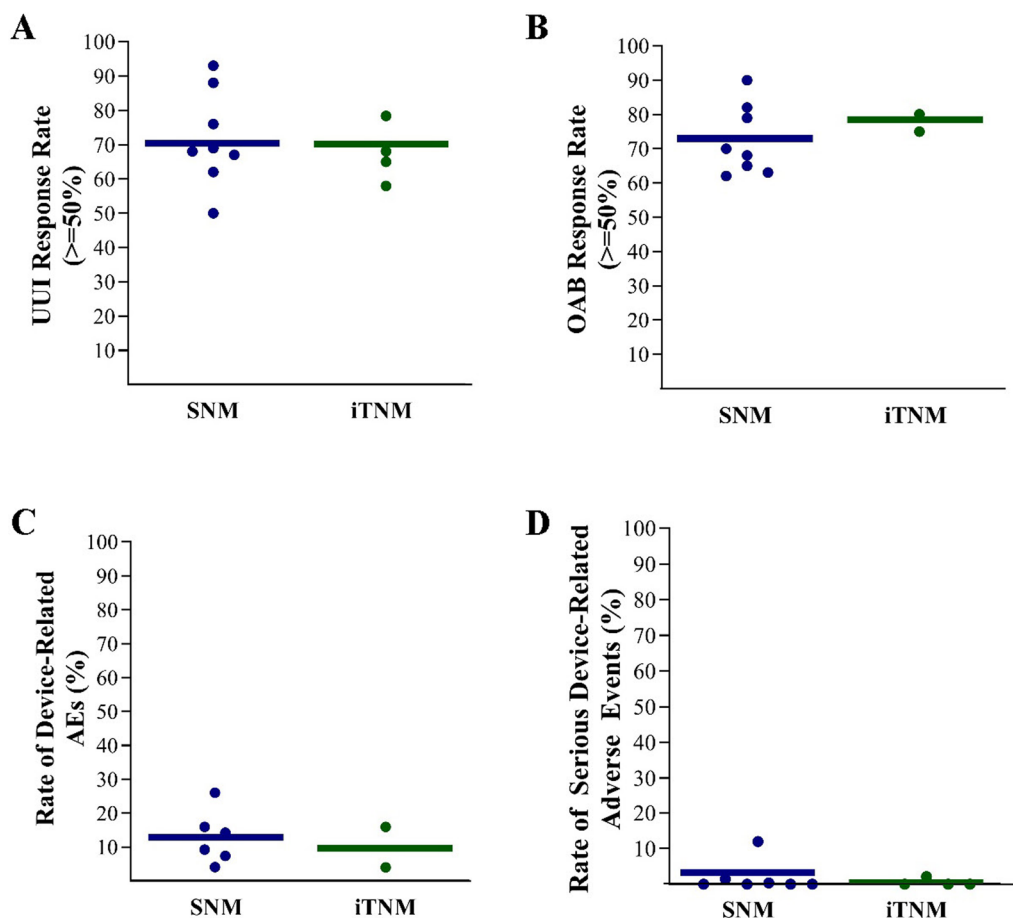 A
UUI Response Rate
(>=50%)
100
90
80
70
60
50
40
30
20
10
SNM
iTNM
B
OAB Response Rate
(>=50%)
100
90
80
70
60
50
40
30
20
10
SNM
iTNM
C
Rate of Device-Related
AEs (%)
100
90
80
70
60
50
40
30
20
10
SNM
iTNM
D
Rate of Serious Device-Related
Adverse Events (%)
100
90
80
70
60
50
40
30
20
10
SNM
iTNM